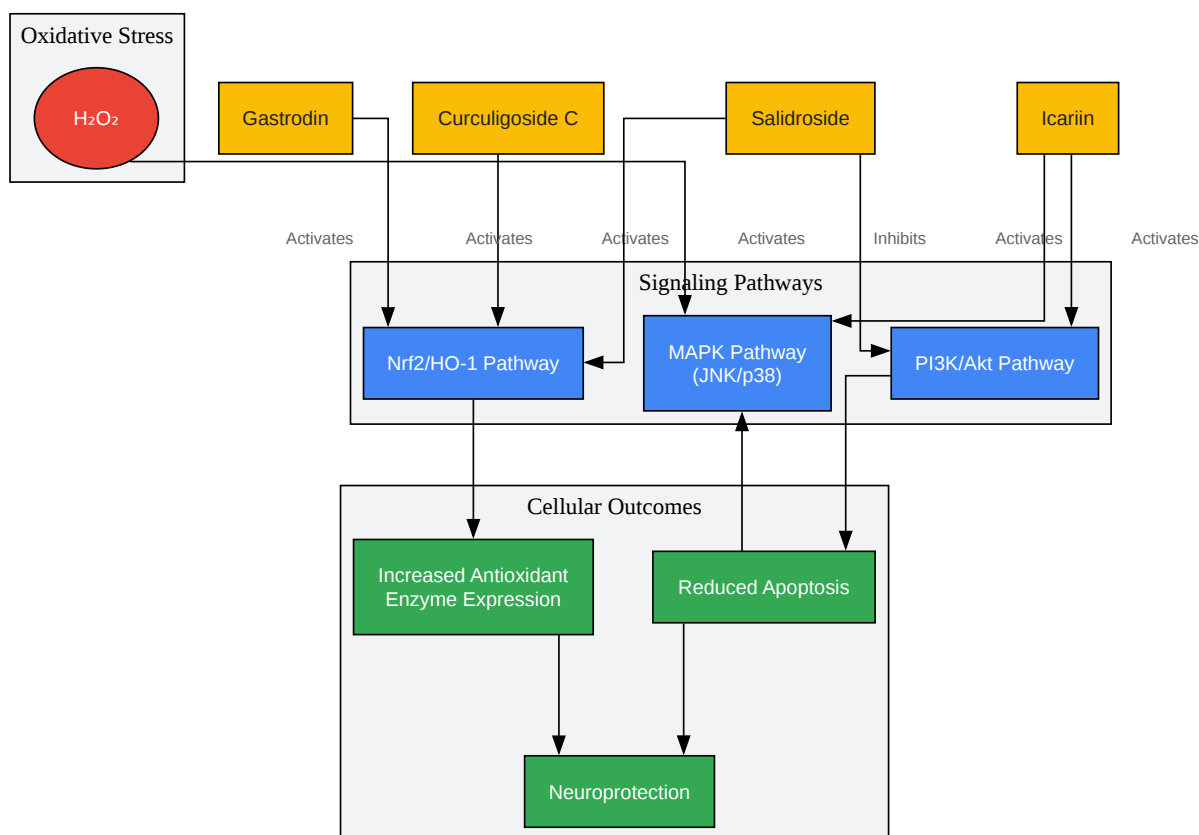 Oxidative Stress
H₂O₂
Gastrodin
Curculigoside C
Salidroside
Icariin
Activates
Activates
Activates
Activates
Inhibits
Activates
Activates
Signaling Pathways
Nrf2/HO-1 Pathway
MAPK Pathway
(JNK/p38)
PI3K/Akt Pathway
Cellular Outcomes
Increased Antioxidant
Enzyme Expression
Reduced Apoptosis
Neuroprotection